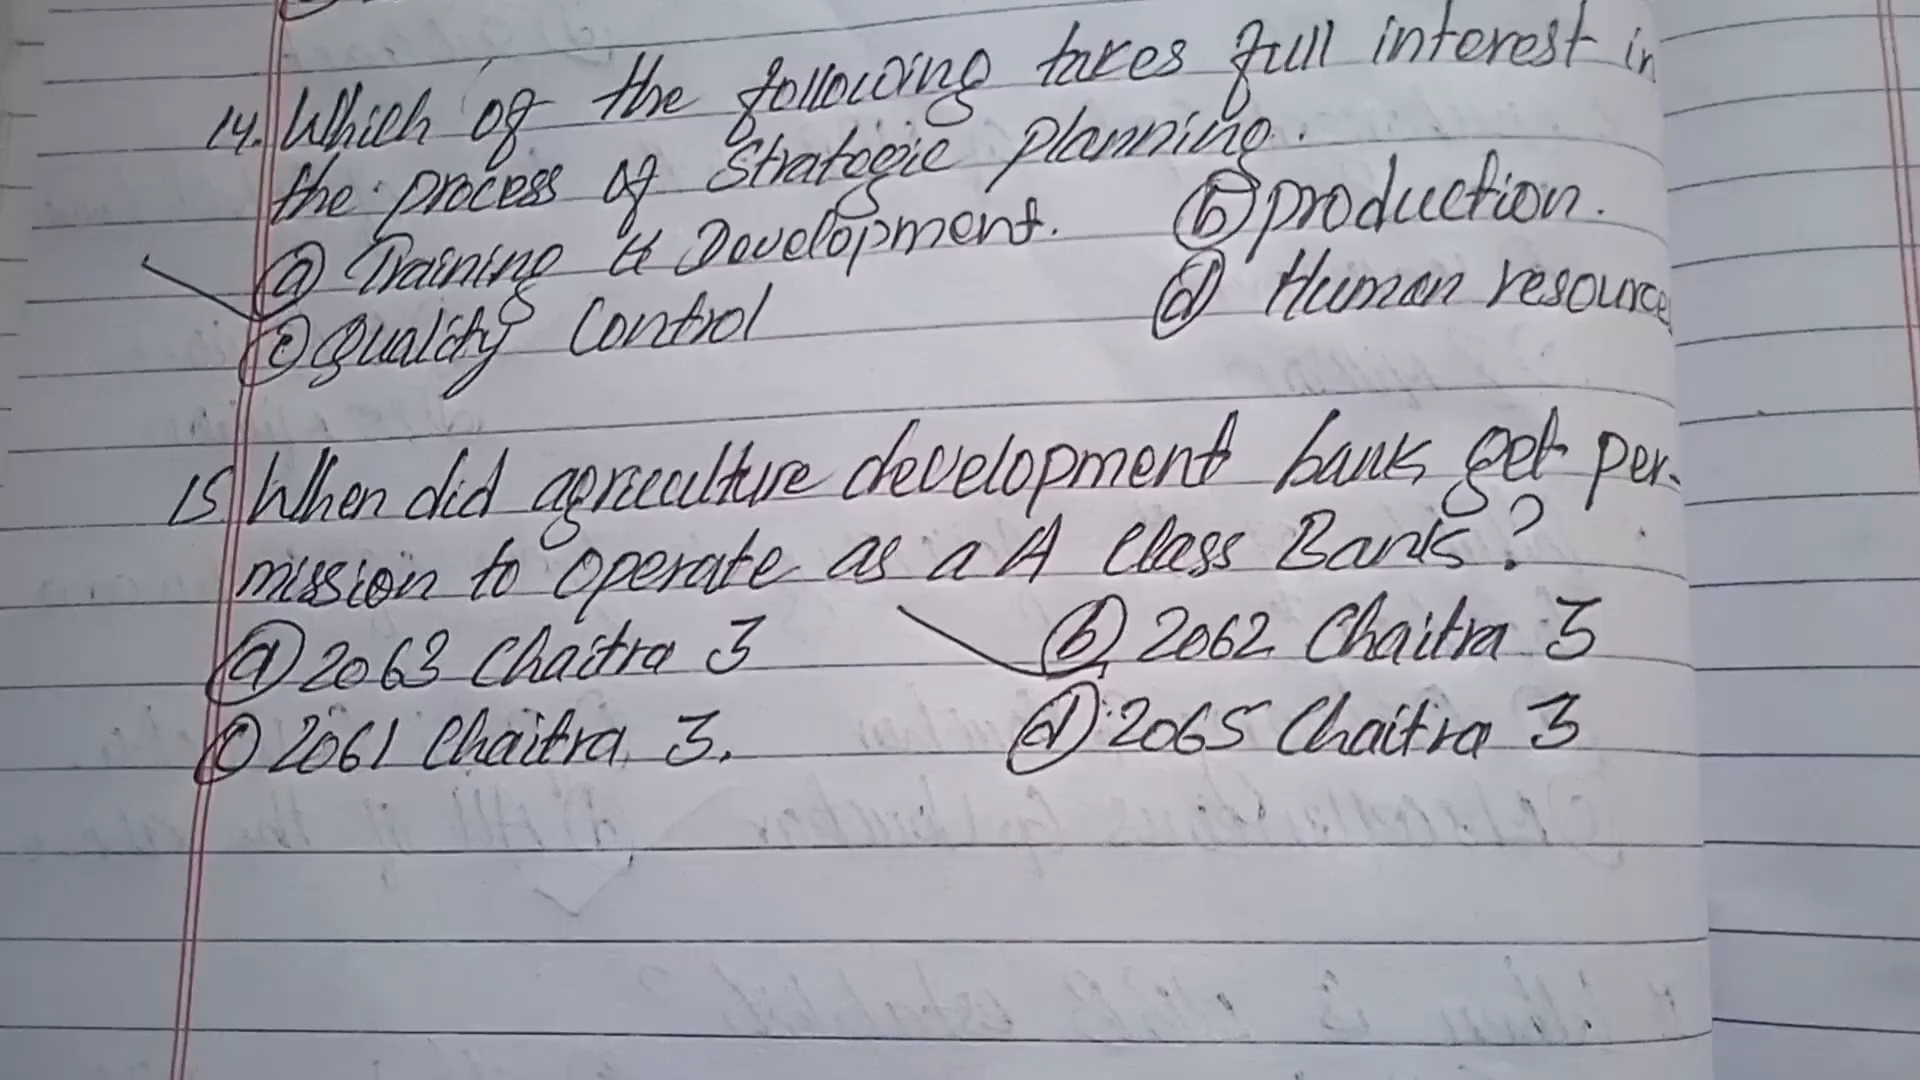 14. Which of the following takes full interest in
the process of Strategic planning.
a Training & Development. b production.
c Quality Control d Human resource
15 When did agriculture development bank get per-
mission to operate as a A Class Bank?
a 2063 Chaitra 3 b 2062 Chaitra 3
c 2061 Chaitra 3. d 2065 Chaitra 3